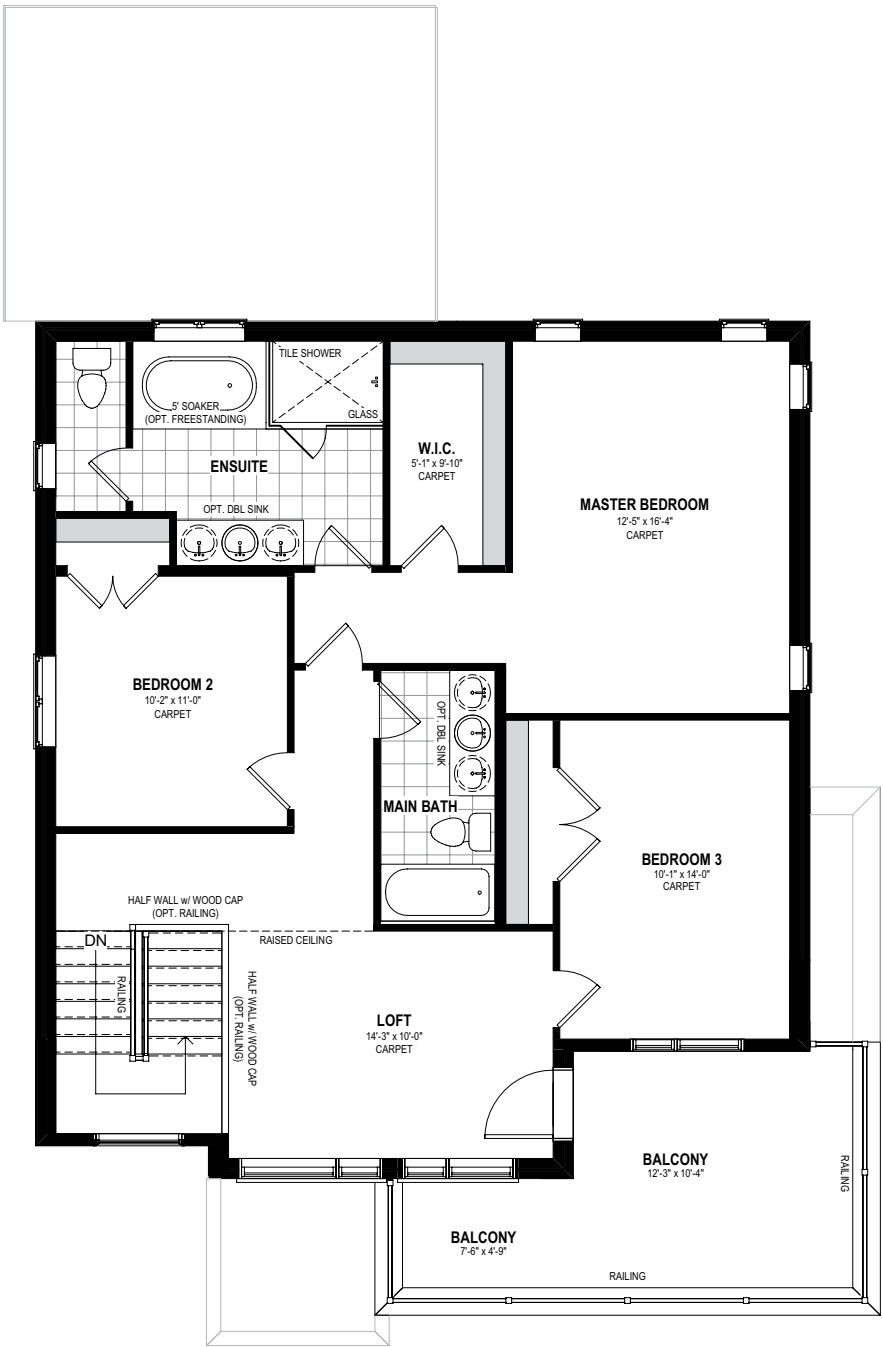 TILE SHOWER
GLASS
5' SOAKER
(OPT. FREESTANDING)
ENSUITE
OPT. DBL SINK
W.I.C.
5'-1" x 9'-10"
CARPET
MASTER BEDROOM
12'-5" x 16'-4"
CARPET
BEDROOM 2
10'-2" x 11'-0"
CARPET
OPT. DBL SINK
MAIN BATH
BEDROOM 3
10'-1" x 14'-0"
CARPET
HALF WALL w/ WOOD CAP
(OPT. RAILING)
DN
RAILING
RAISED CEILING
HALF WALL w/ WOOD CAP
(OPT. RAILING)
LOFT
14'-3" x 10'-0"
CARPET
BALCONY
12'-3" x 10'-4"
RAILING
BALCONY
7'-6" x 4'-9"
RAILING